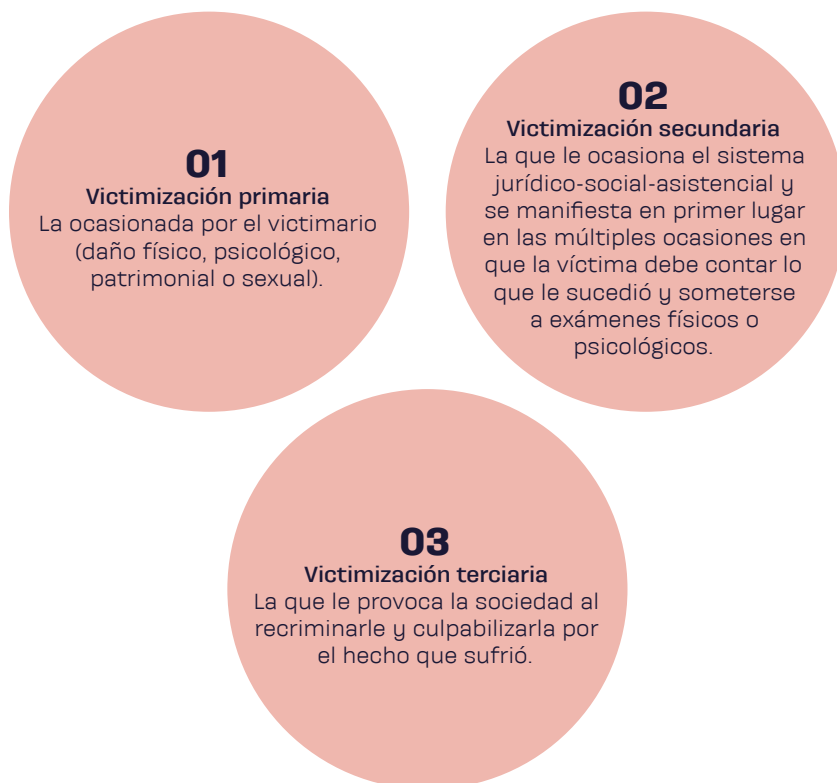 01
Victimización primaria
La ocasionada por el victimario
(daño físico, psicológico,
patrimonial o sexual).
02
Victimización secundaria
La que le ocasiona el sistema
jurídico-social-asistencial y
se manifiesta en primer lugar
en las múltiples ocasiones en
que la víctima debe contar lo
que le sucedió y someterse
a exámenes físicos o
psicológicos.
03
Victimización terciaria
La que le provoca la sociedad al
recriminarle y culpabilizarla por
el hecho que sufrió.